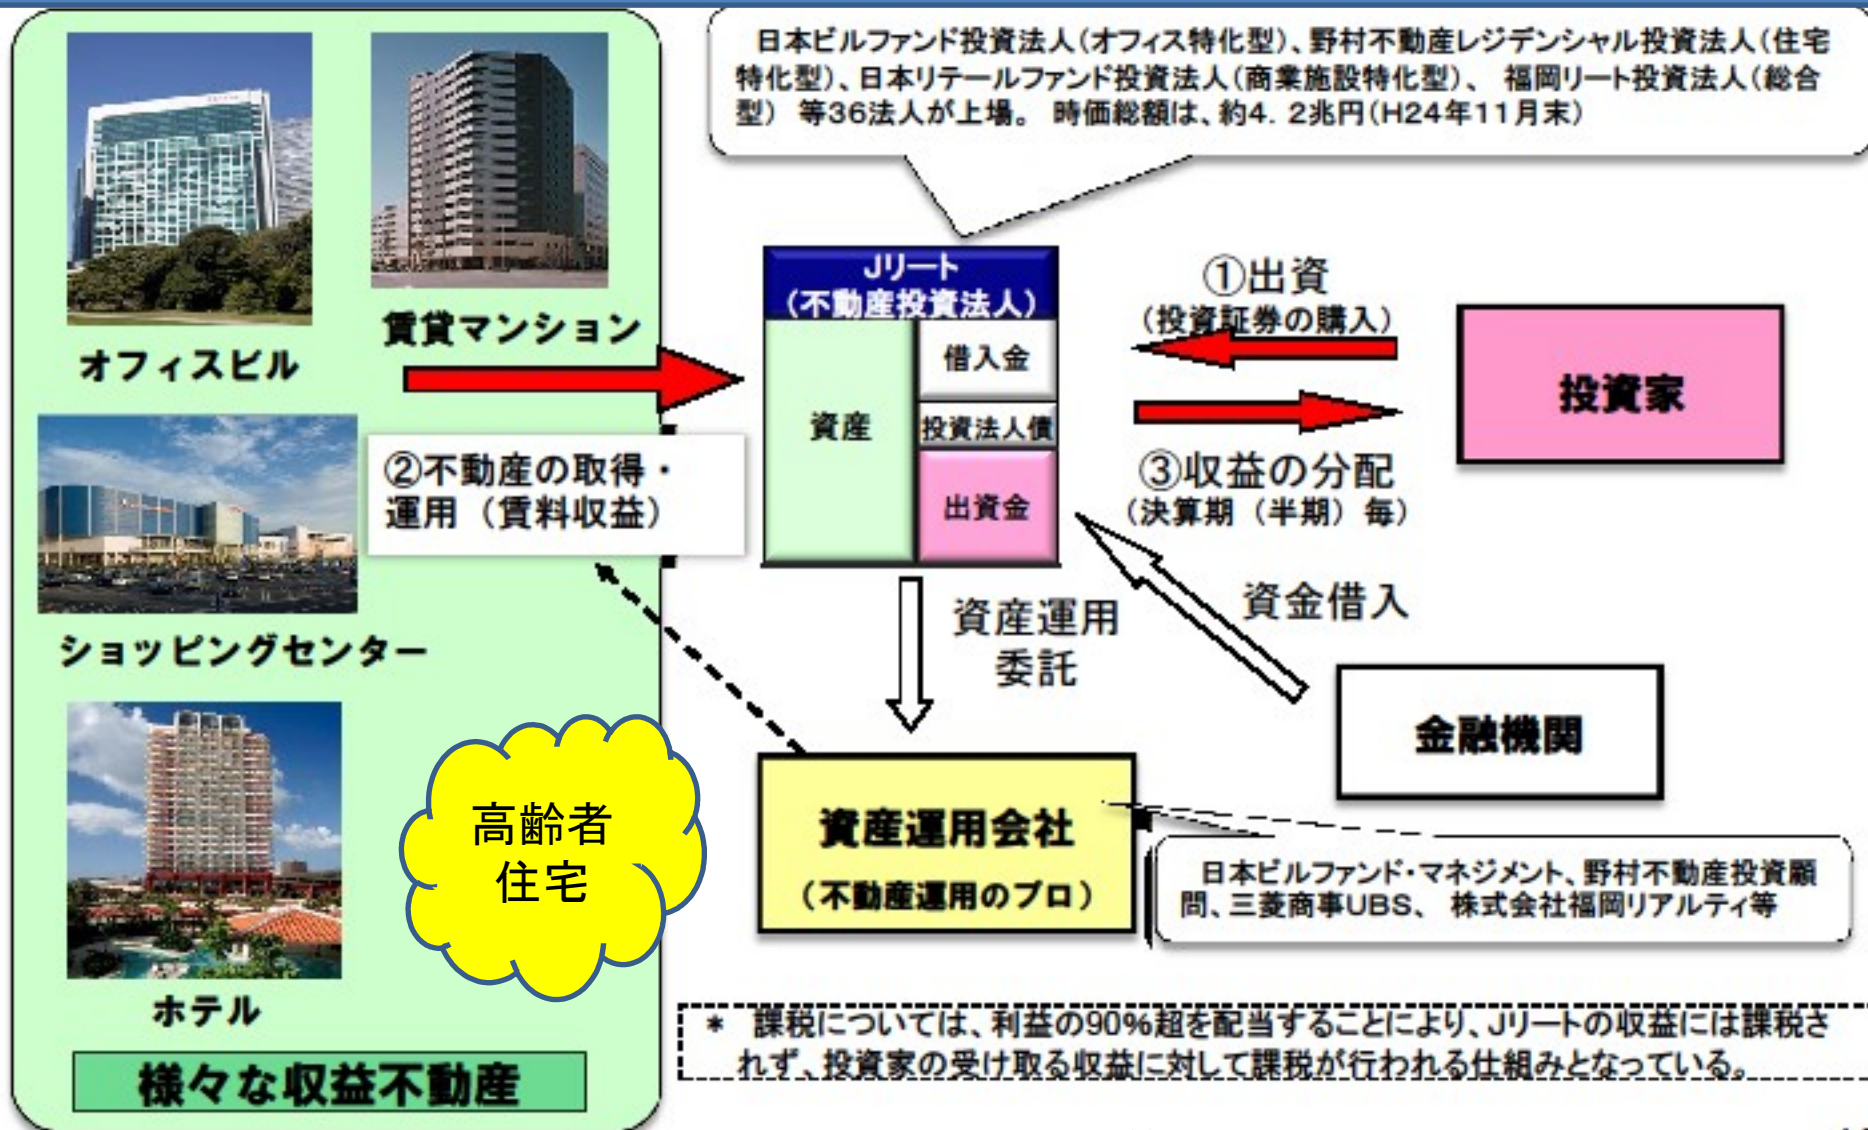 日本ビルファンド投資法人(オフィス特化型)、野村不動産レジデンシャル投資法人(住宅
特化型)、日本リテールファンド投資法人(商業施設特化型)、 福岡リート投資法人(総合
型) 等36法人が上場。 時価総額は、約4. 2兆円(H24年11月末)
オフィスビル
賃貸マンション
ショッピングセンター
ホテル
高齢者
住宅
様々な収益不動産
②不動産の取得・
運用（賃料収益）
Jリート
（不動産投資法人）
資産
借入金
投資法人債
出資金
①出資
（投資証券の購入）
③収益の分配
（決算期（半期）毎）
投資家
資金借入
金融機関
資産運用
委託
資産運用会社
（不動産運用のプロ）
日本ビルファンド・マネジメント、野村不動産投資顧
問、三菱商事UBS、 株式会社福岡リアルティ等
* 課税については、利益の90%超を配当することにより、Jリートの収益には課税さ
れず、投資家の受け取る収益に対して課税が行われる仕組みとなっている。